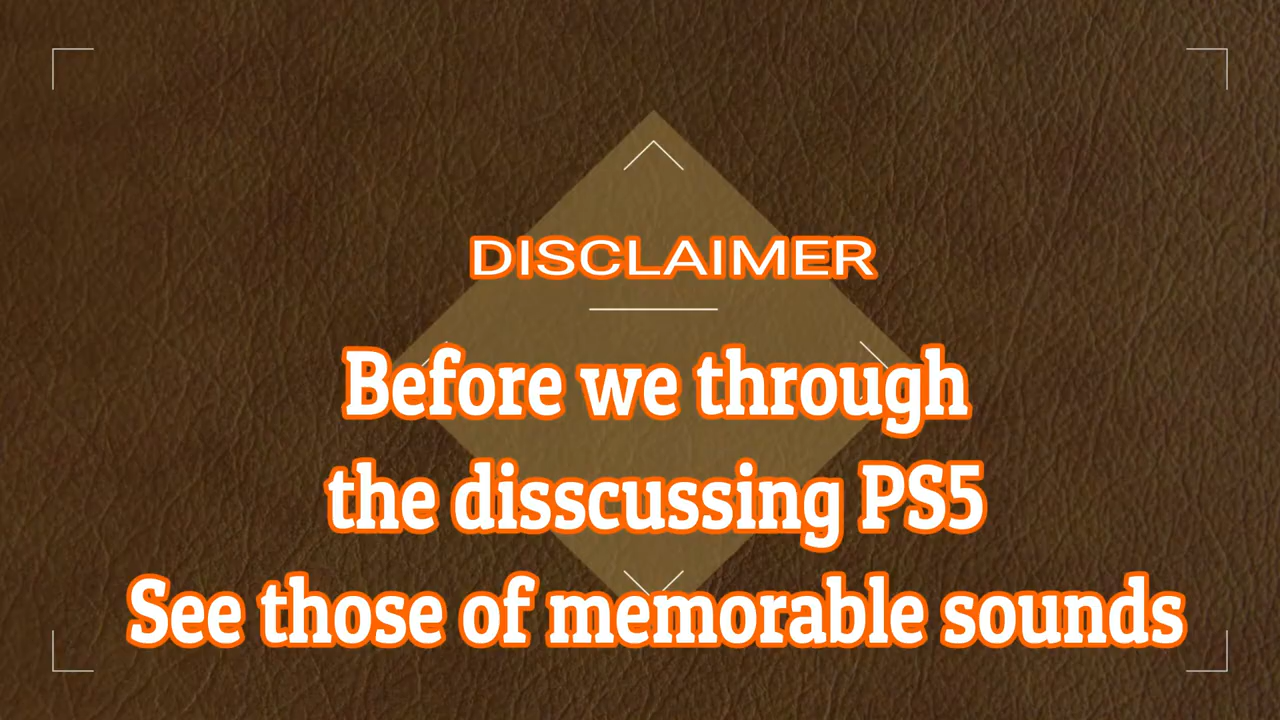 DISCLAIMER
Before we through
the disscussing PS5
See those of memorable sounds